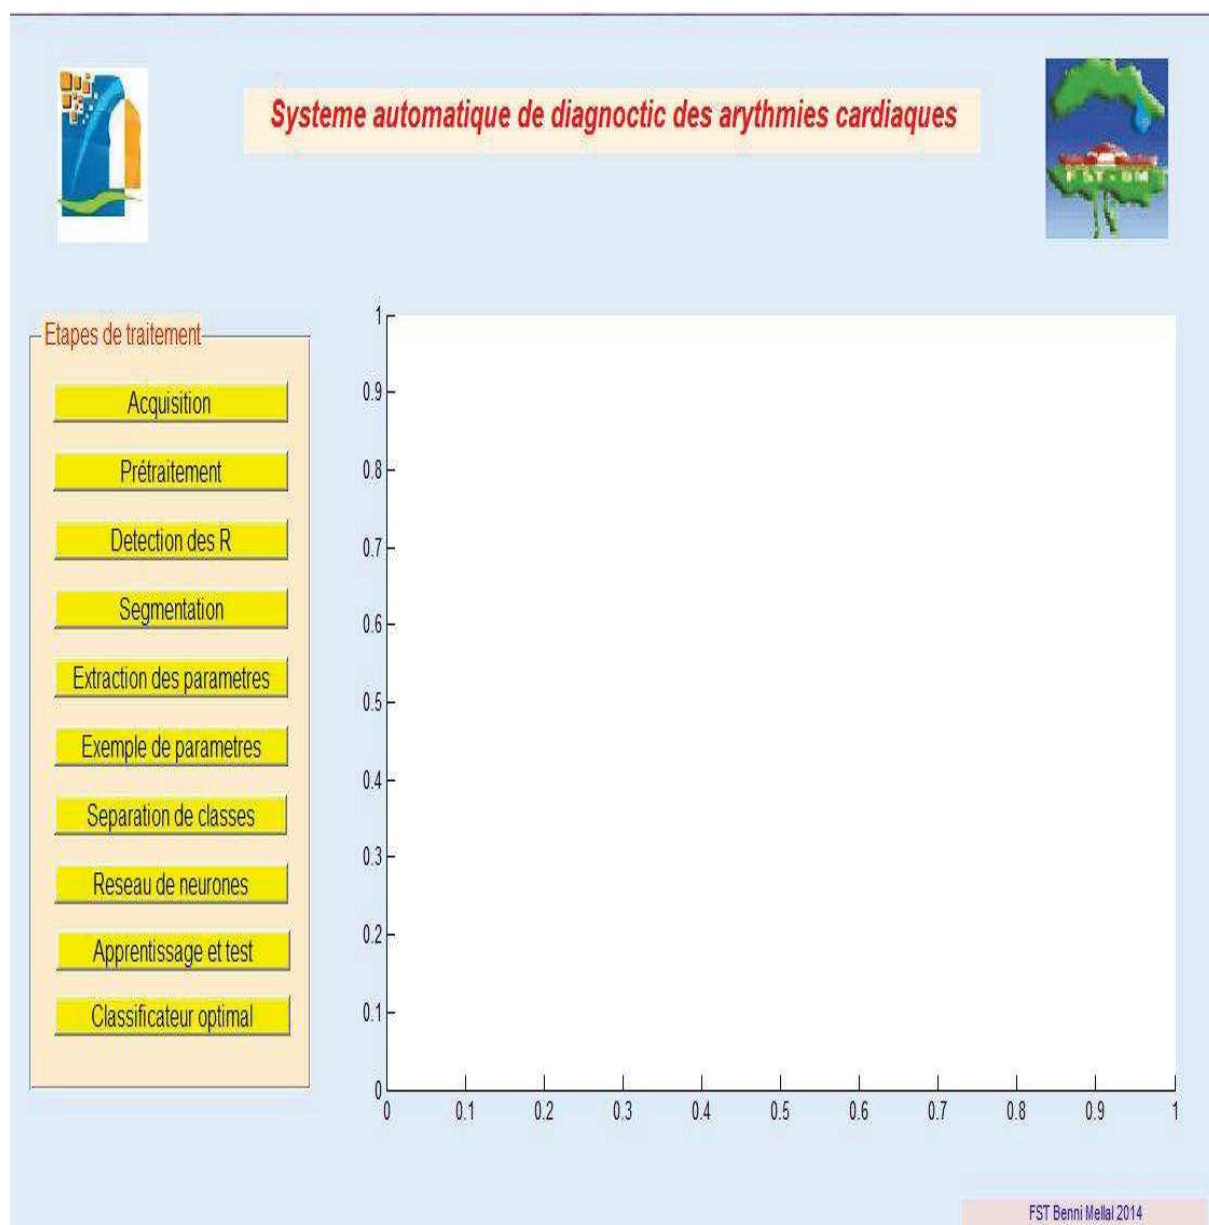 Systeme automatique de diagnoctic des arythmies cardiaques
FST-BM
Etapes de traitement
Acquisition
Prétraitement
Detection des R
Segmentation
Extraction des parametres
Exemple de parametres
Separation de classes
Reseau de neurones
Apprentissage et test
Classificateur optimal
1
0.9
0.8
0.7
0.6
0.5
0.4
0.3
0.2
0.1
0
0 0.1 0.2 0.3 0.4 0.5 0.6 0.7 0.8 0.9 1
FST Benni Mellal 2014